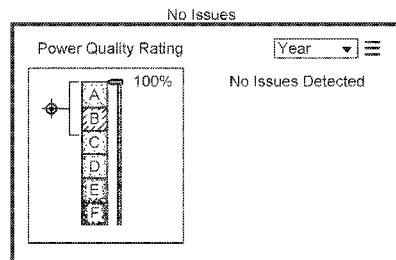 No Issues
Power Quality Rating
Year
100%
No Issues Detected
A
B
C
D
E
F